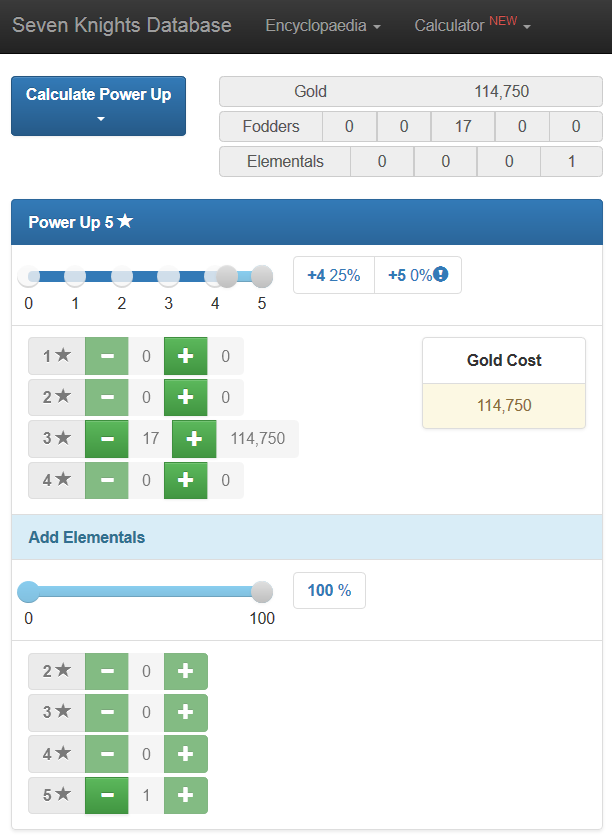 Seven Knights Database Encyclopaedia Calculator NEW
Calculate Power Up
Gold 114,750
Fodders 0 0 17 0 0
Elementals 0 0 0 1
Power Up 5★
+4 25% +5 0%
0 1 2 3 4 5
1★ − 0 + 0
2★ − 0 + 0
3★ − 17 + 114,750
4★ − 0 + 0
Gold Cost
114,750
Add Elementals
100 %
0 100
2★ − 0 +
3★ − 0 +
4★ − 0 +
5★ − 1 +